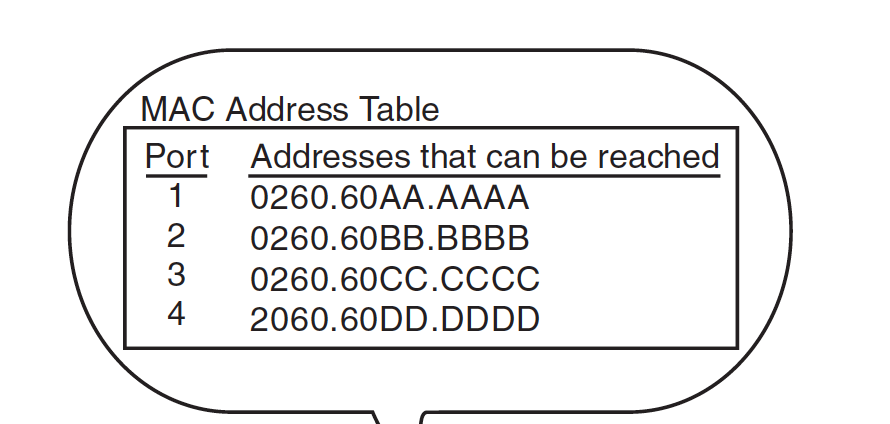 MAC Address Table
Port Addresses that can be reached
1 0260.60AA.AAAA
2 0260.60BB.BBBB
3 0260.60CC.CCCC
4 2060.60DD.DDDD